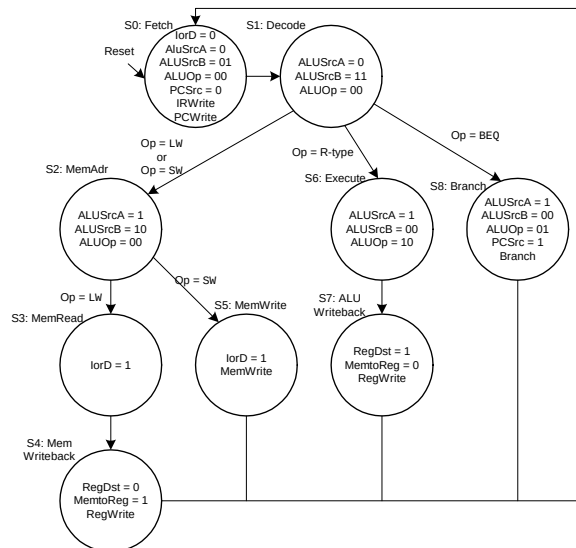 S0: Fetch
IorD = 0
AluSrcA = 0
ALUSrcB = 01
ALUOp = 00
PCSrc = 0
IRWrite
PCWrite
Reset
S1: Decode
ALUSrcA = 0
ALUSrcB = 11
ALUOp = 00
Op = LW
or
Op = SW
Op = R-type
Op = BEQ
S2: MemAdr
ALUSrcA = 1
ALUSrcB = 10
ALUOp = 00
S6: Execute
ALUSrcA = 1
ALUSrcB = 00
ALUOp = 10
S8: Branch
ALUSrcA = 1
ALUSrcB = 00
ALUOp = 01
PCSrc = 1
Branch
Op = LW
Op = SW
S3: MemRead
IorD = 1
S5: MemWrite
IorD = 1
MemWrite
S7: ALU
Writeback
RegDst = 1
MemtoReg = 0
RegWrite
S4: Mem
Writeback
RegDst = 0
MemtoReg = 1
RegWrite